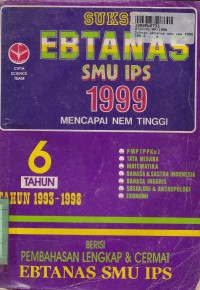 SUKS
EBTANAS
SMU IPS
1999
MENCAPAI NEM TINGGI
CIPTA
SCIENCE
TEAM
6
TAHUN
TAHUN 1993-1998
PMP (PPKn)
TATA NEGARA
MATEMATIKA
BAHASA & SASTRA INDONESIA
BAHASA INGGRIS
SOSIOLOGI & ANTROPOLOGI
EKONOMI
BERISI
PEMBAHASAN LENGKAP & CERMAT
EBTANAS SMU IPS